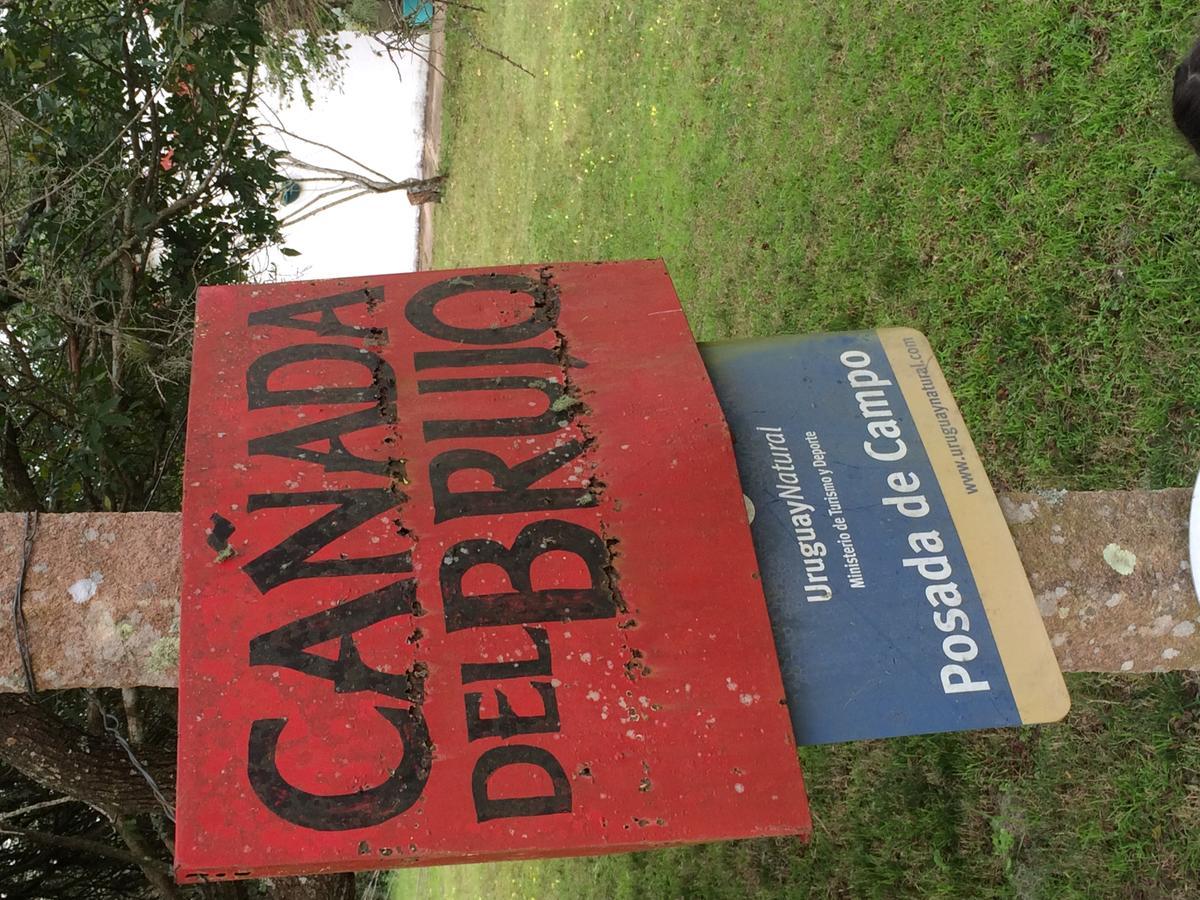 CAÑADA
DEL BRUJO
UruguayNatural
Ministerio de Turismo y Deporte
Posada de Campo
www.uruguaynatural.com